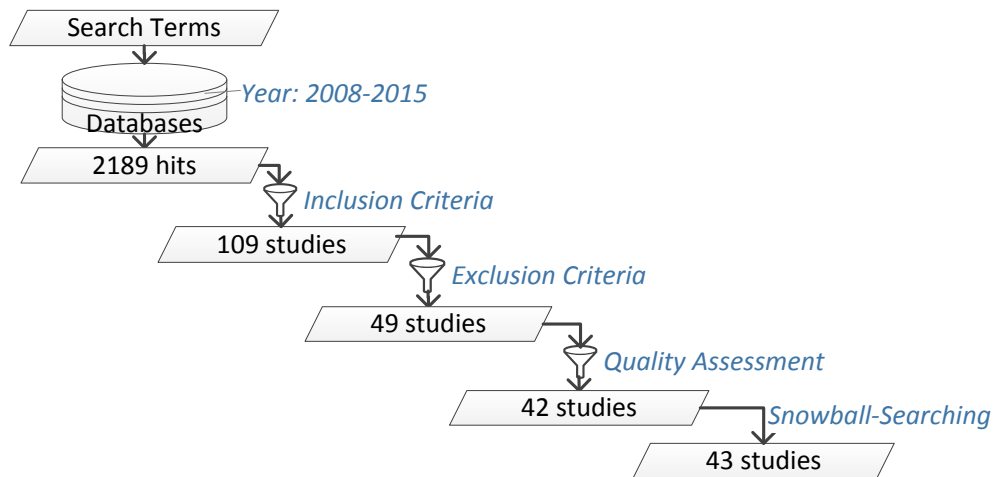 Search Terms
Year: 2008-2015
Databases
2189 hits
Inclusion Criteria
109 studies
Exclusion Criteria
49 studies
Quality Assessment
42 studies
Snowball-Searching
43 studies